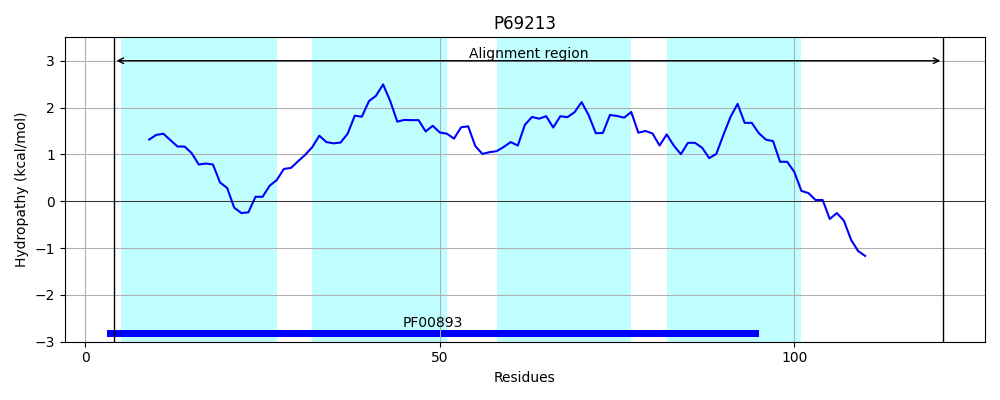 P69213
Alignment region
Hydropathy (kcal/mol)
3
2
1
0
−1
−2
−3
PF00893
0
50
100
Residues